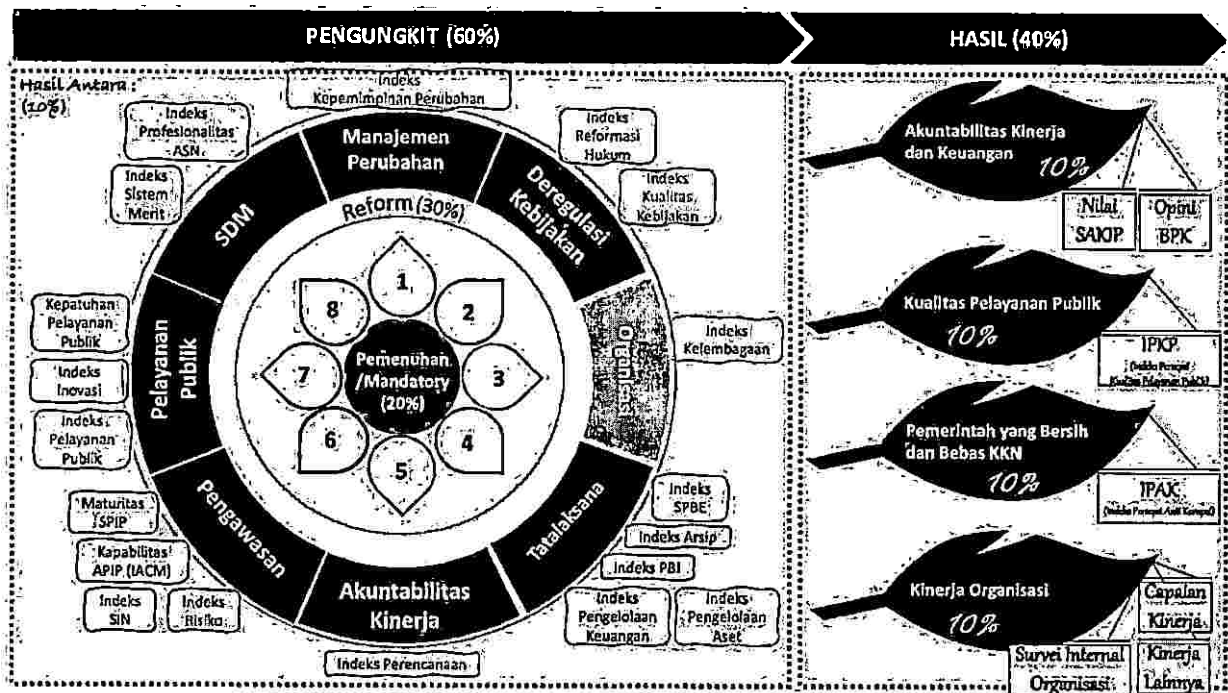 PENGUNGKIT (60%)
HASIL (40%)
Hasil Antara :
(10%)
Indeks
Kepemimpinan Perubahan
Indeks
Profesionalitas
ASN
Indeks
Sistem
Merit
Indeks
Reformasi
Hukum
Indeks
Kualitas
Kebijakan
Manajemen
Perubahan
Deregulasi
Kebijakan
SDM
Reform (30%)
1
2
3
4
5
6
7
8
Pemenuhan
/Mandatory
(20%)
Organisasi
Indeks
Kelembagaan
Pelayanan
Publik
Kepatuhan
Pelayanan
Publik
Indeks
Inovasi
Indeks
Pelayanan
Publik
Pengawasan
Maturitas
SPIP
Kapabilitas
APIP (IACM)
Indeks
SIN
Indeks
Risiko
Akuntabilitas
Kinerja
Indeks Perencanaan
Tatalaksana
Indeks
SPBE
Indeks Arsip
Indeks PBJ
Indeks
Pengelolaan
Keuangan
Indeks
Pengelolaan
Aset
Akuntabilitas Kinerja
dan Keuangan
10%
Nilai
SAKIP
Opini
BPK
Kualitas Pelayanan Publik
10%
IPKP
Pemerintah yang Bersih
dan Bebas KKN
10%
IPAK
Kinerja Organisasi
10%
Capaian
Kinerja
Survei Internal
Organisasi
Kinerja
Lainnya